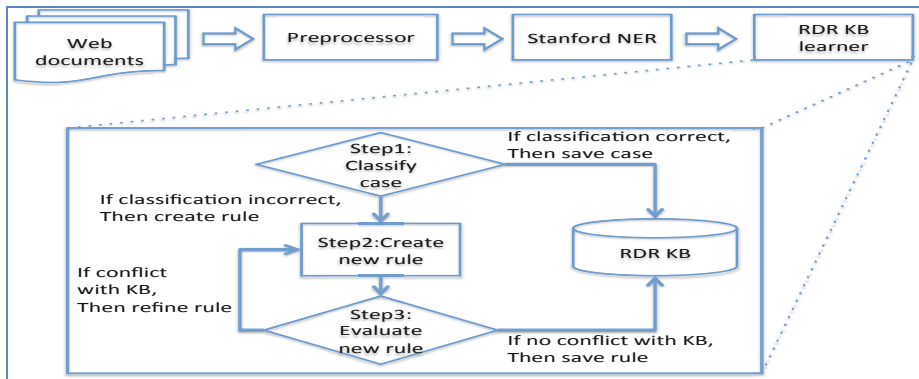 Web
documents
Preprocessor
Stanford NER
RDR KB
learner
Step1:
Classify
case
If classification correct,
Then save case
If classification incorrect,
Then create rule
Step2:Create
new rule
RDR KB
If conflict
with KB,
Then refine rule
Step3:
Evaluate
new rule
If no conflict with KB,
Then save rule